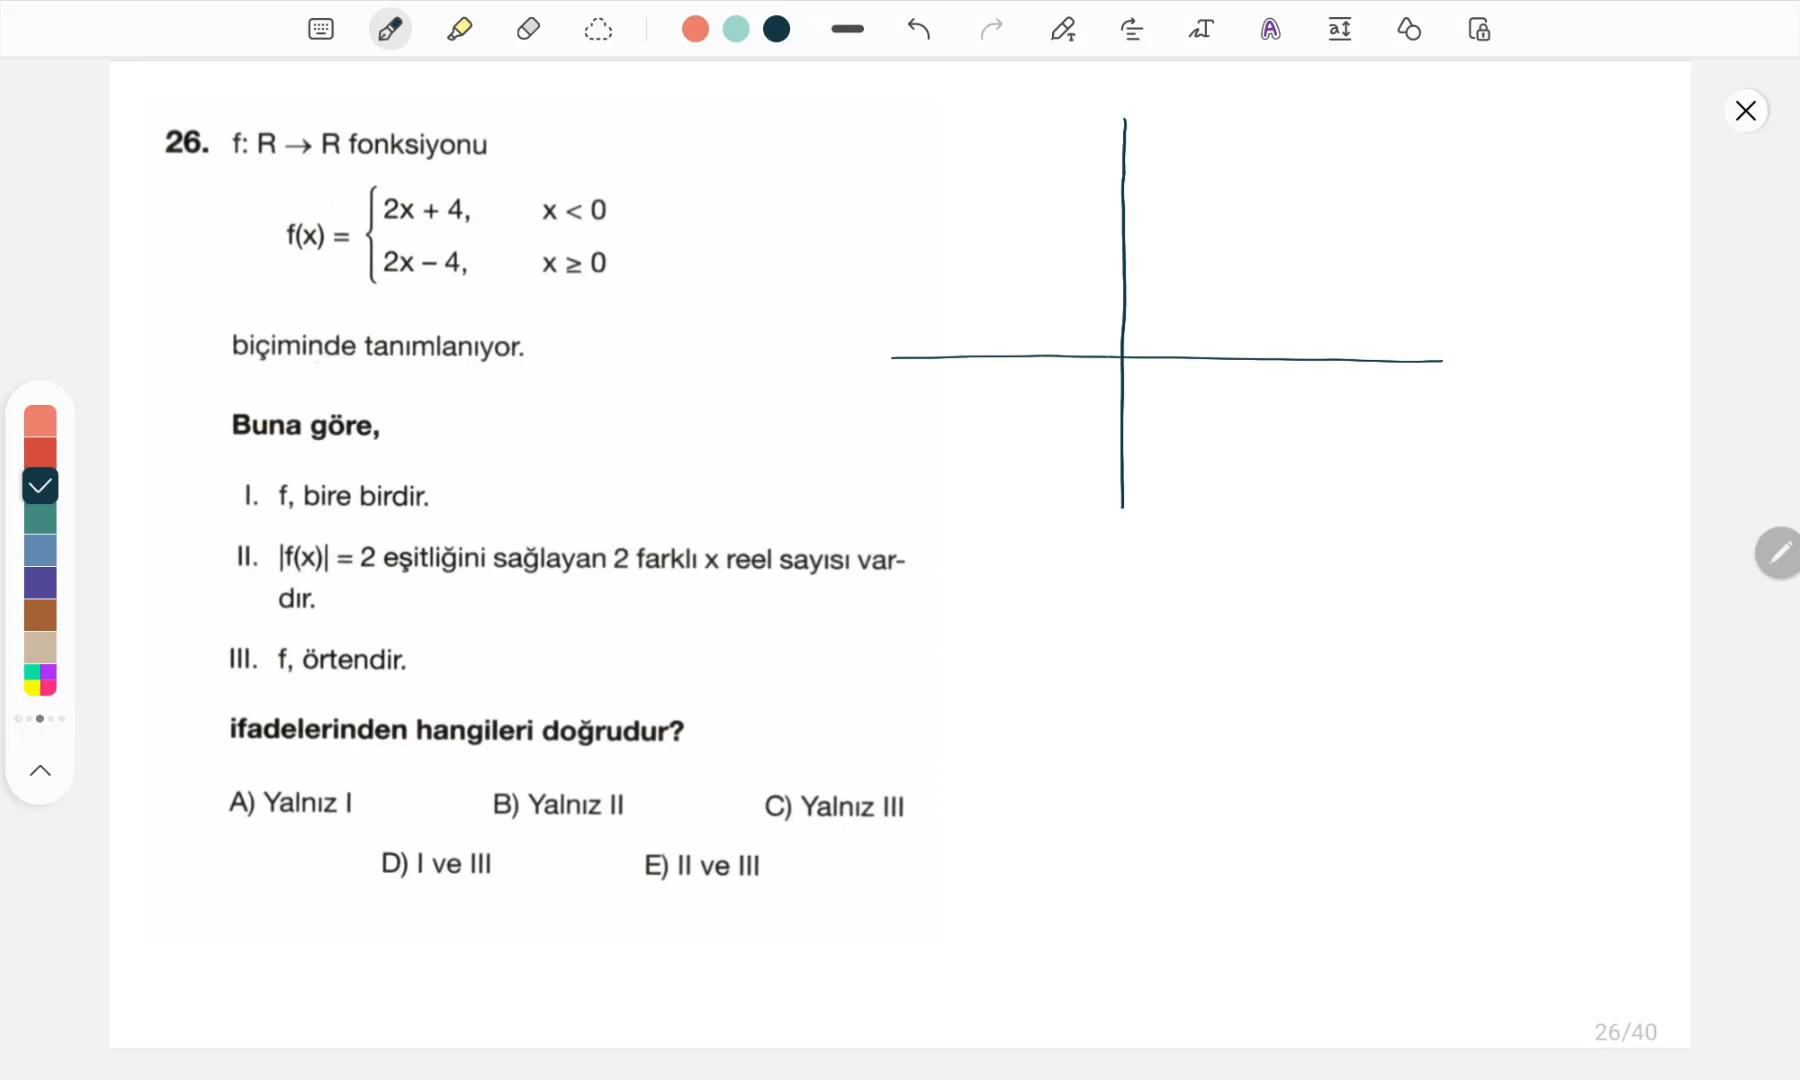 26. f: R → R fonksiyonu
f(x) = { 2x + 4, x < 0
2x – 4, x ≥ 0
biçiminde tanımlanıyor.
Buna göre,
I. f, bire birdir.
II. |f(x)| = 2 eşitliğini sağlayan 2 farklı x reel sayısı var-
dır.
III. f, örtendir.
ifadelerinden hangileri doğrudur?
A) Yalnız I B) Yalnız II C) Yalnız III
D) I ve III E) II ve III
26/40